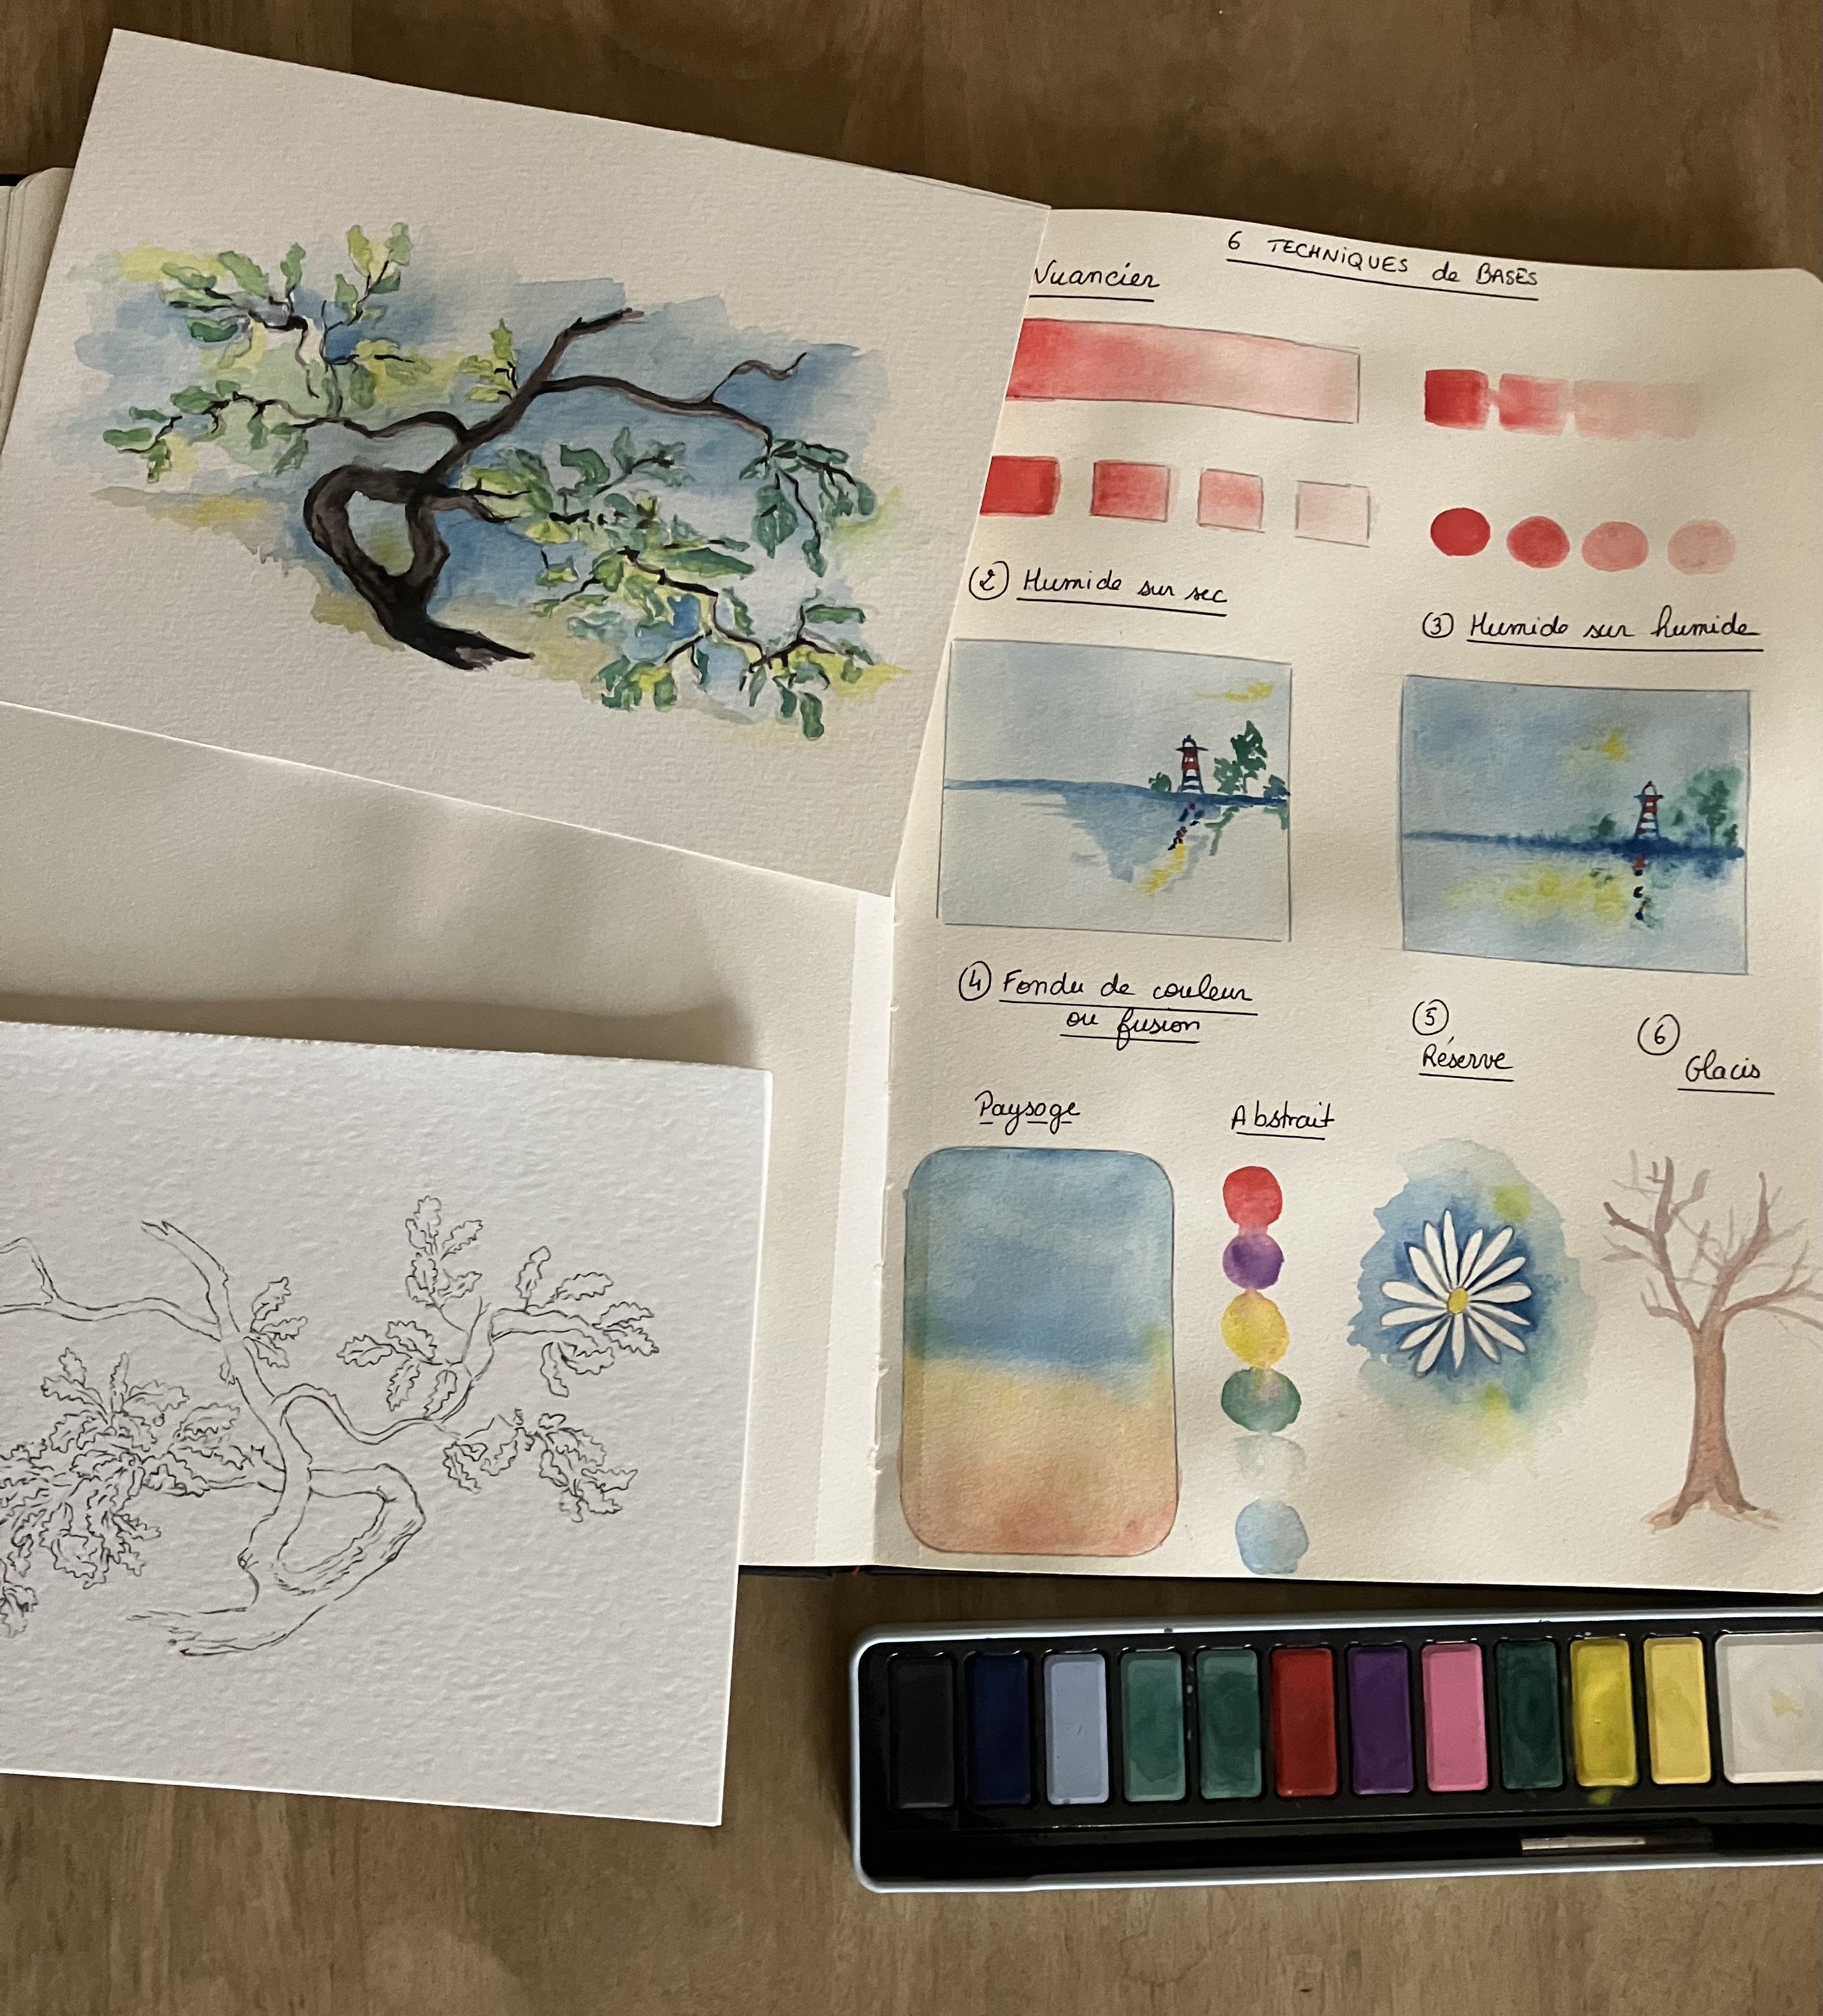 6 TECHNIQUES de BASES
Nuancier
② Humide sur sec
③ Humide sur humide
④ Fondu de couleur
ou fusion
⑤
Réserve
⑥
Glacis
Paysage
Abstrait